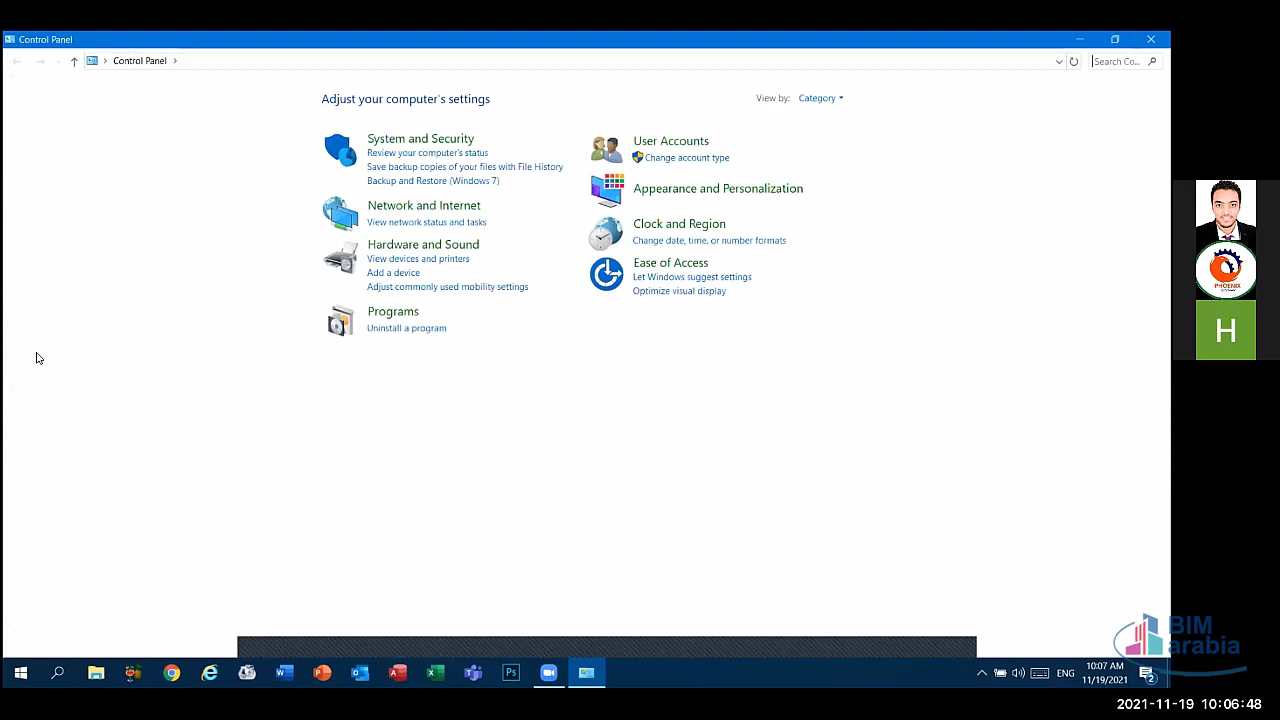 Control Panel
Control Panel
Search Co...
Adjust your computer's settings
View by: Category
System and Security
Review your computer's status
Save backup copies of your files with File History
Backup and Restore (Windows 7)
Network and Internet
View network status and tasks
Hardware and Sound
View devices and printers
Add a device
Adjust commonly used mobility settings
Programs
Uninstall a program
User Accounts
Change account type
Appearance and Personalization
Clock and Region
Change date, time, or number formats
Ease of Access
Let Windows suggest settings
Optimize visual display
PHOENIX
H
BIM
arabia
Ps
ENG
10:07 AM
11/19/2021
2
2021-11-19 10:06:48